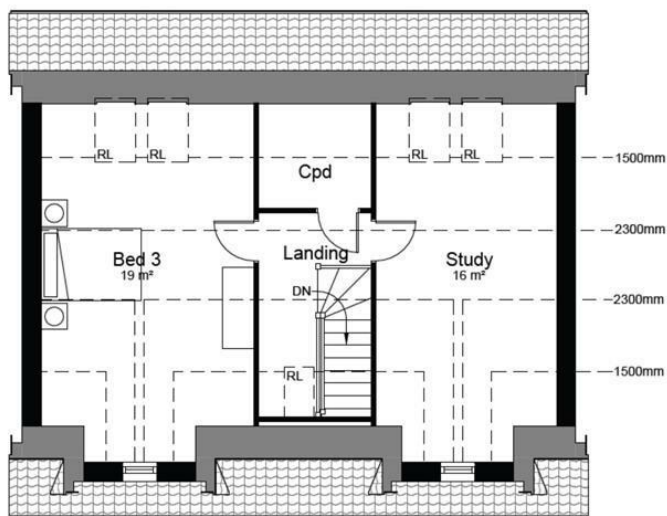 RL RL
RL RL
1500mm
Cpd
2300mm
Landing
Bed 3
19 m²
Study
16 m²
DN
2300mm
RL
1500mm